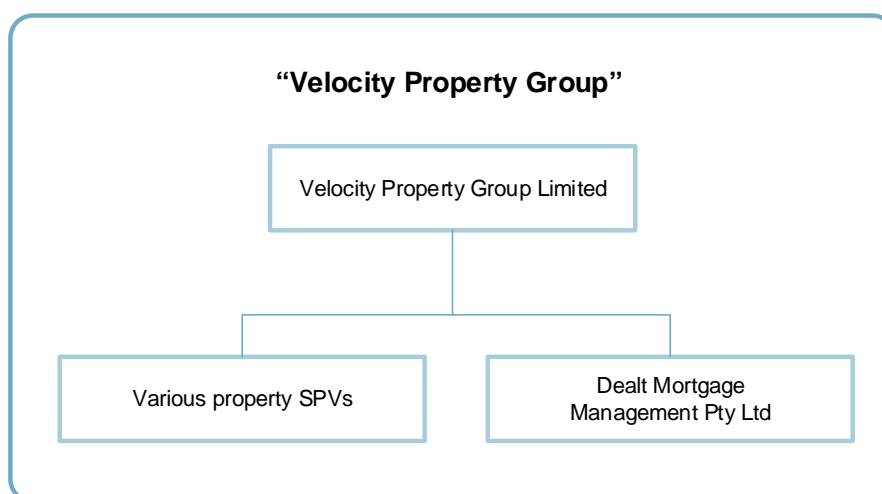 “Velocity Property Group”
Velocity Property Group Limited
Various property SPVs
Dealt Mortgage
Management Pty Ltd